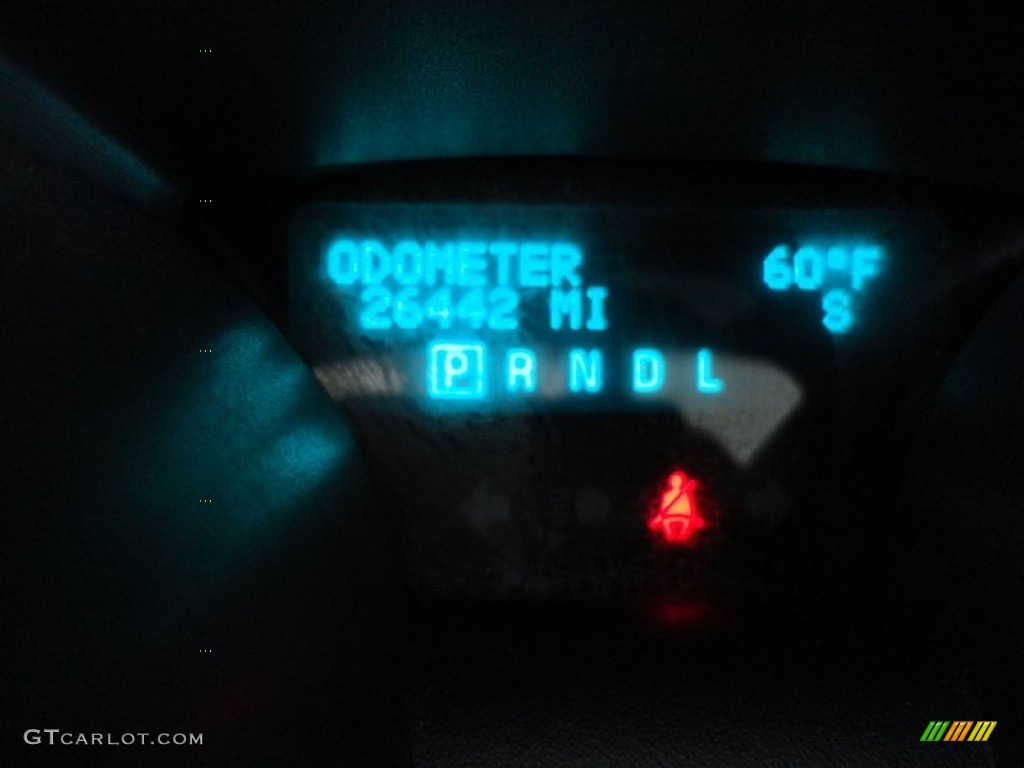 ...
...
ODOMETER 60°F
26442 MI S
...
P R N D L
...
...
GTCARLOT.COM